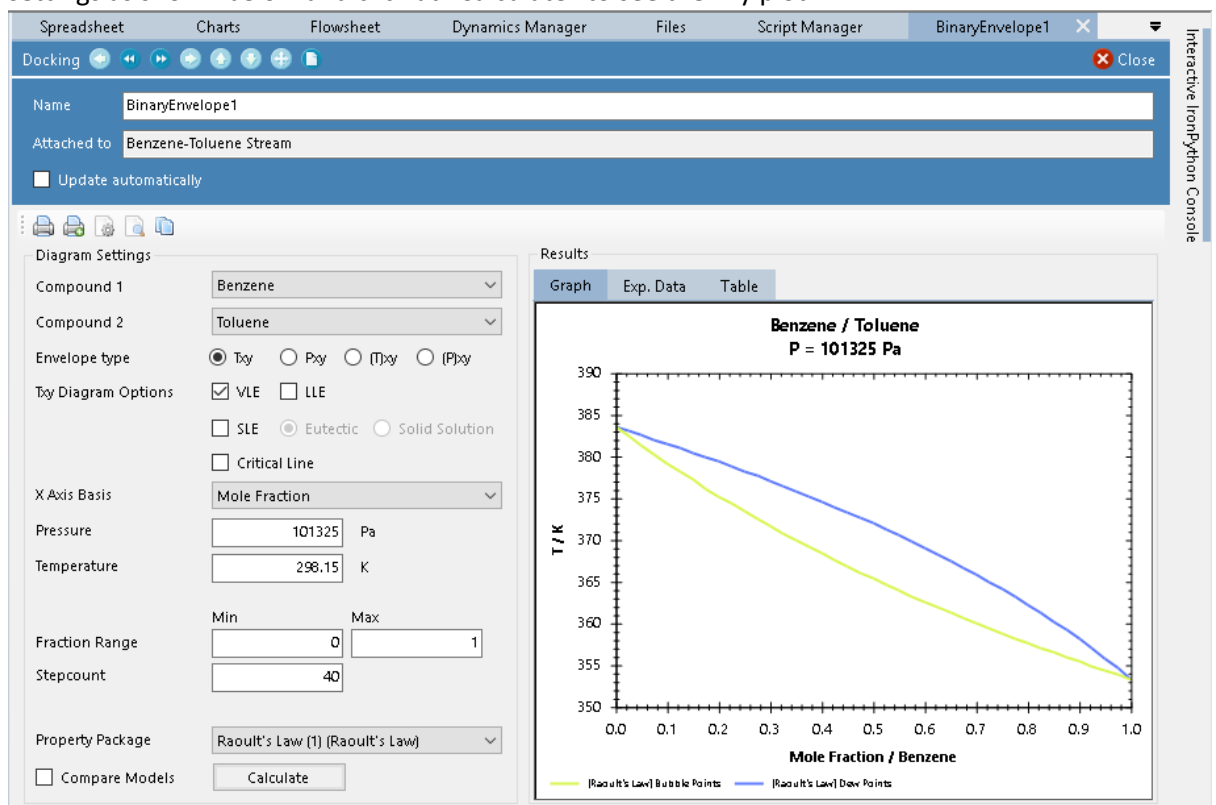 Spreadsheet Charts Flowsheet Dynamics Manager Files Script Manager BinaryEnvelope1
Docking Close
Name BinaryEnvelope1
Attached to Benzene-Toluene Stream
Update automatically
Interactive IronPython Console
Diagram Settings
Compound 1 Benzene
Compound 2 Toluene
Envelope type Txy Pxy (T)xy (P)xy
Txy Diagram Options VLE LLE
SLE Eutectic Solid Solution
Critical Line
X Axis Basis Mole Fraction
Pressure 101325 Pa
Temperature 298.15 K
Min Max
Fraction Range 0 1
Stepcount 40
Property Package Raoult's Law (1) (Raoult's Law)
Compare Models Calculate
Results
Graph Exp. Data Table
Benzene / Toluene
P = 101325 Pa
T / K
390
385
380
375
370
365
360
355
350
0.0 0.1 0.2 0.3 0.4 0.5 0.6 0.7 0.8 0.9 1.0
Mole Fraction / Benzene
[Raoult's Law] Bubble Points [Raoult's Law] Dew Points